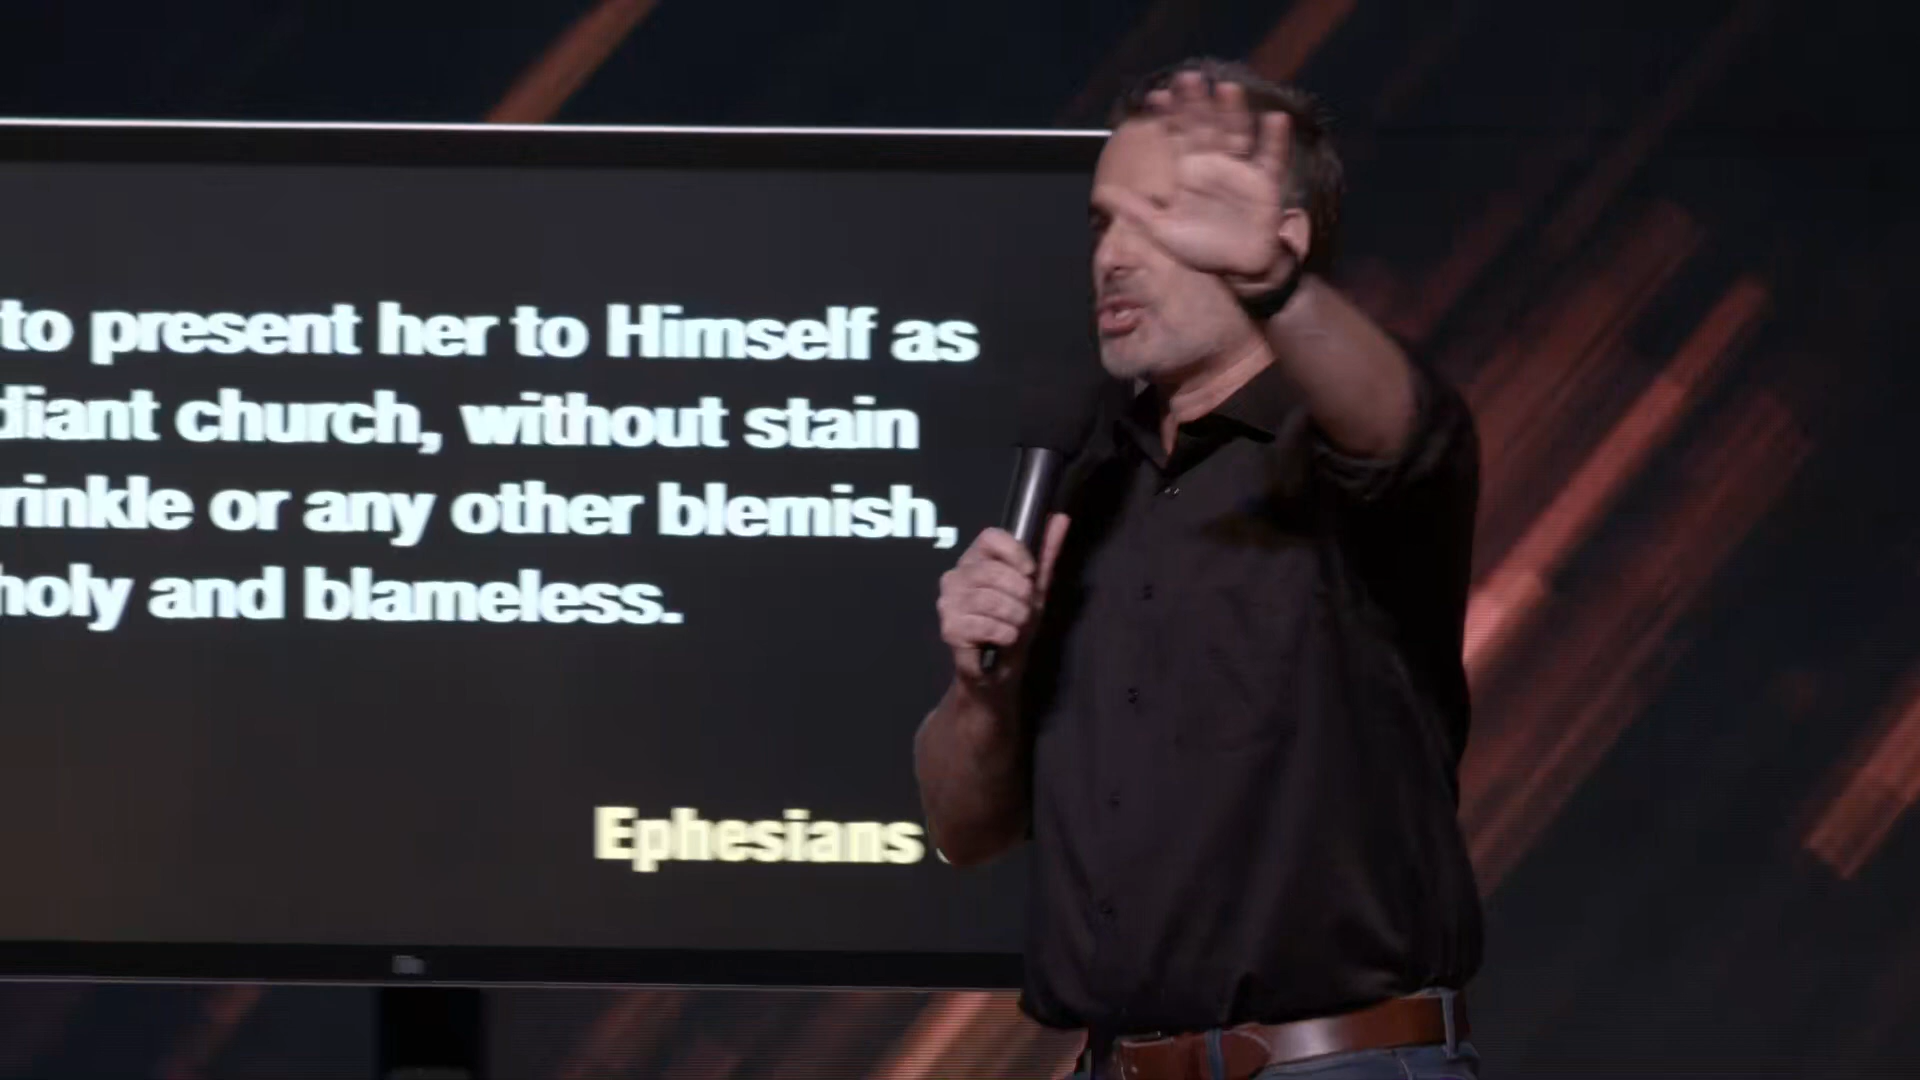 to present her to Himself as
diant church, without stain
rinkle or any other blemish,
holy and blameless.
Ephesians